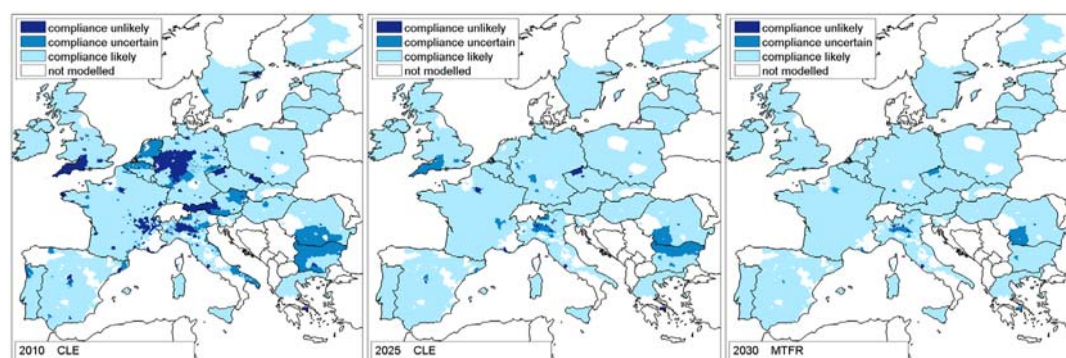 compliance unlikely
compliance uncertain
compliance likely
not modelled
2010 CLE
compliance unlikely
compliance uncertain
compliance likely
not modelled
2025 CLE
compliance unlikely
compliance uncertain
compliance likely
not modelled
2030 MTFR